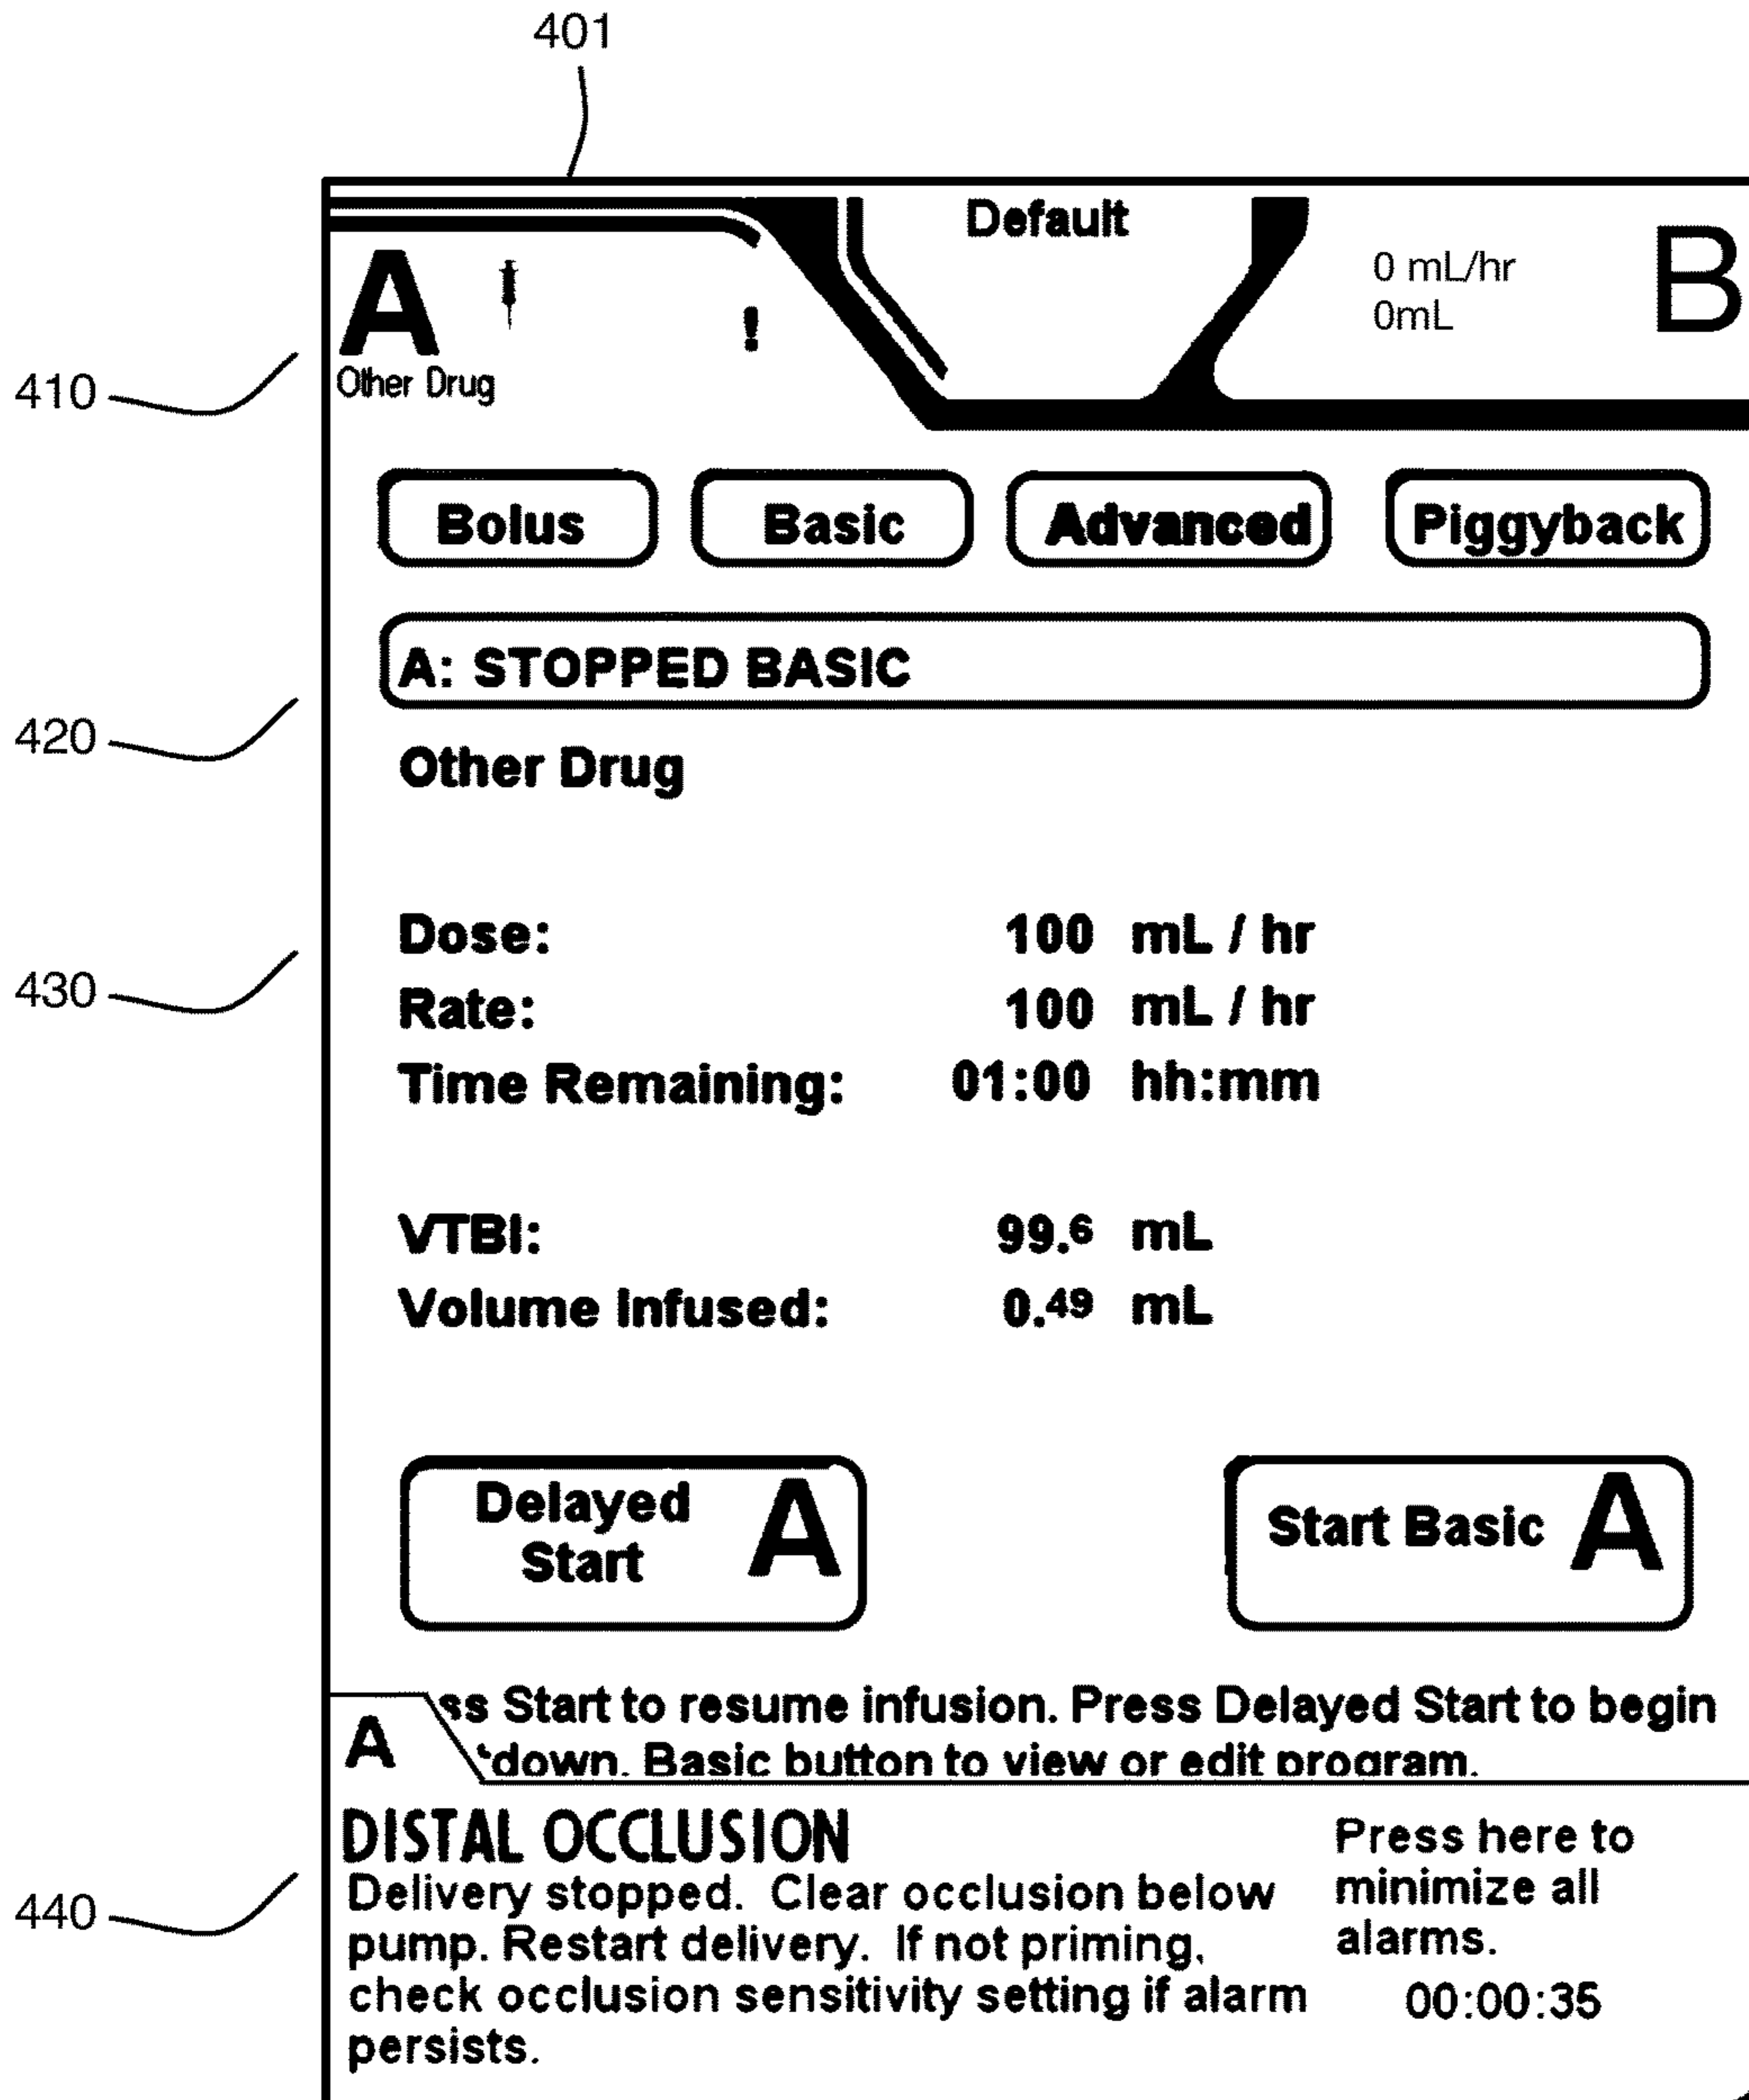 401
Default
A
0 mL/hr
B
!
0mL
Other Drug
410
Bolus Basic Advanced Piggyback
A: STOPPED BASIC
420
Other Drug
Dose: 100 mL / hr
430
Rate: 100 mL / hr
Time Remaining: 01:00 hh:mm
VTBI: 99.6 mL
Volume Infused: 0.49 mL
Delayed
Start
A
Start Basic A
ss Start to resume infusion. Press Delayed Start to begin
A
down. Basic button to view or edit program.
DISTAL OCCLUSION
Delivery stopped. Clear occlusion below
pump. Restart delivery. If not priming,
check occlusion sensitivity setting if alarm
persists.
Press here to
minimize all
alarms.
00:00:35
440